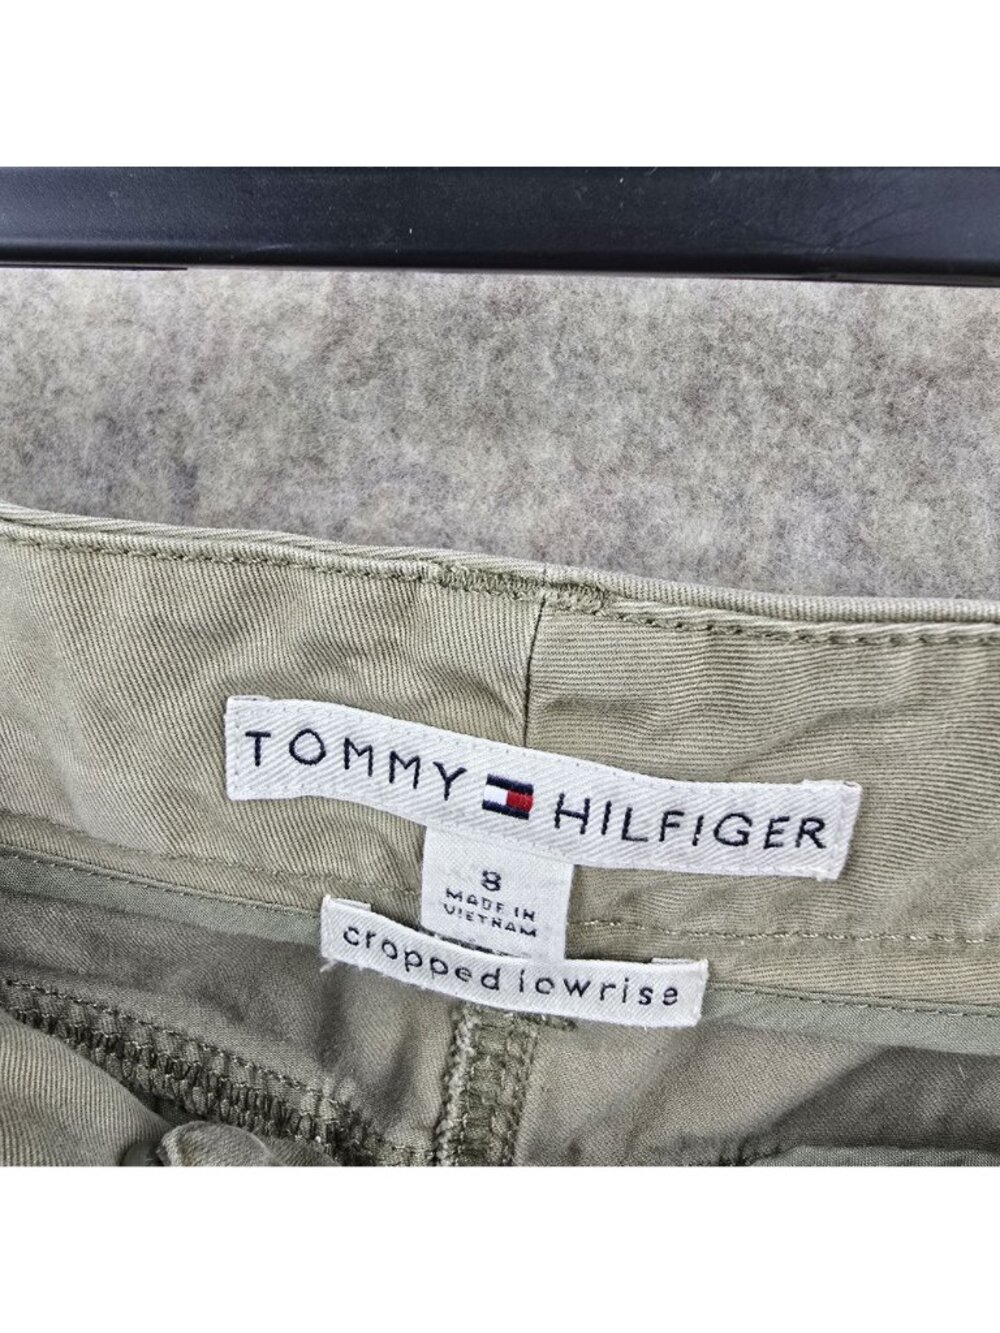 TOMMY HILFIGER
8
MADE IN
VIETNAM
cropped lowrise